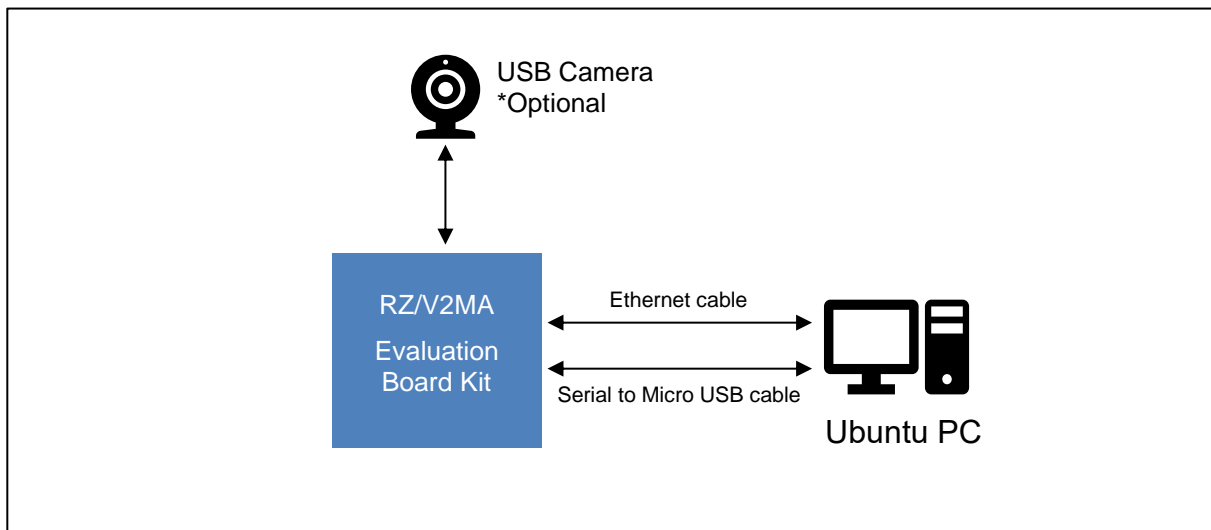 USB Camera
*Optional
RZ/V2MA
Evaluation
Board Kit
Ethernet cable
Serial to Micro USB cable
Ubuntu PC